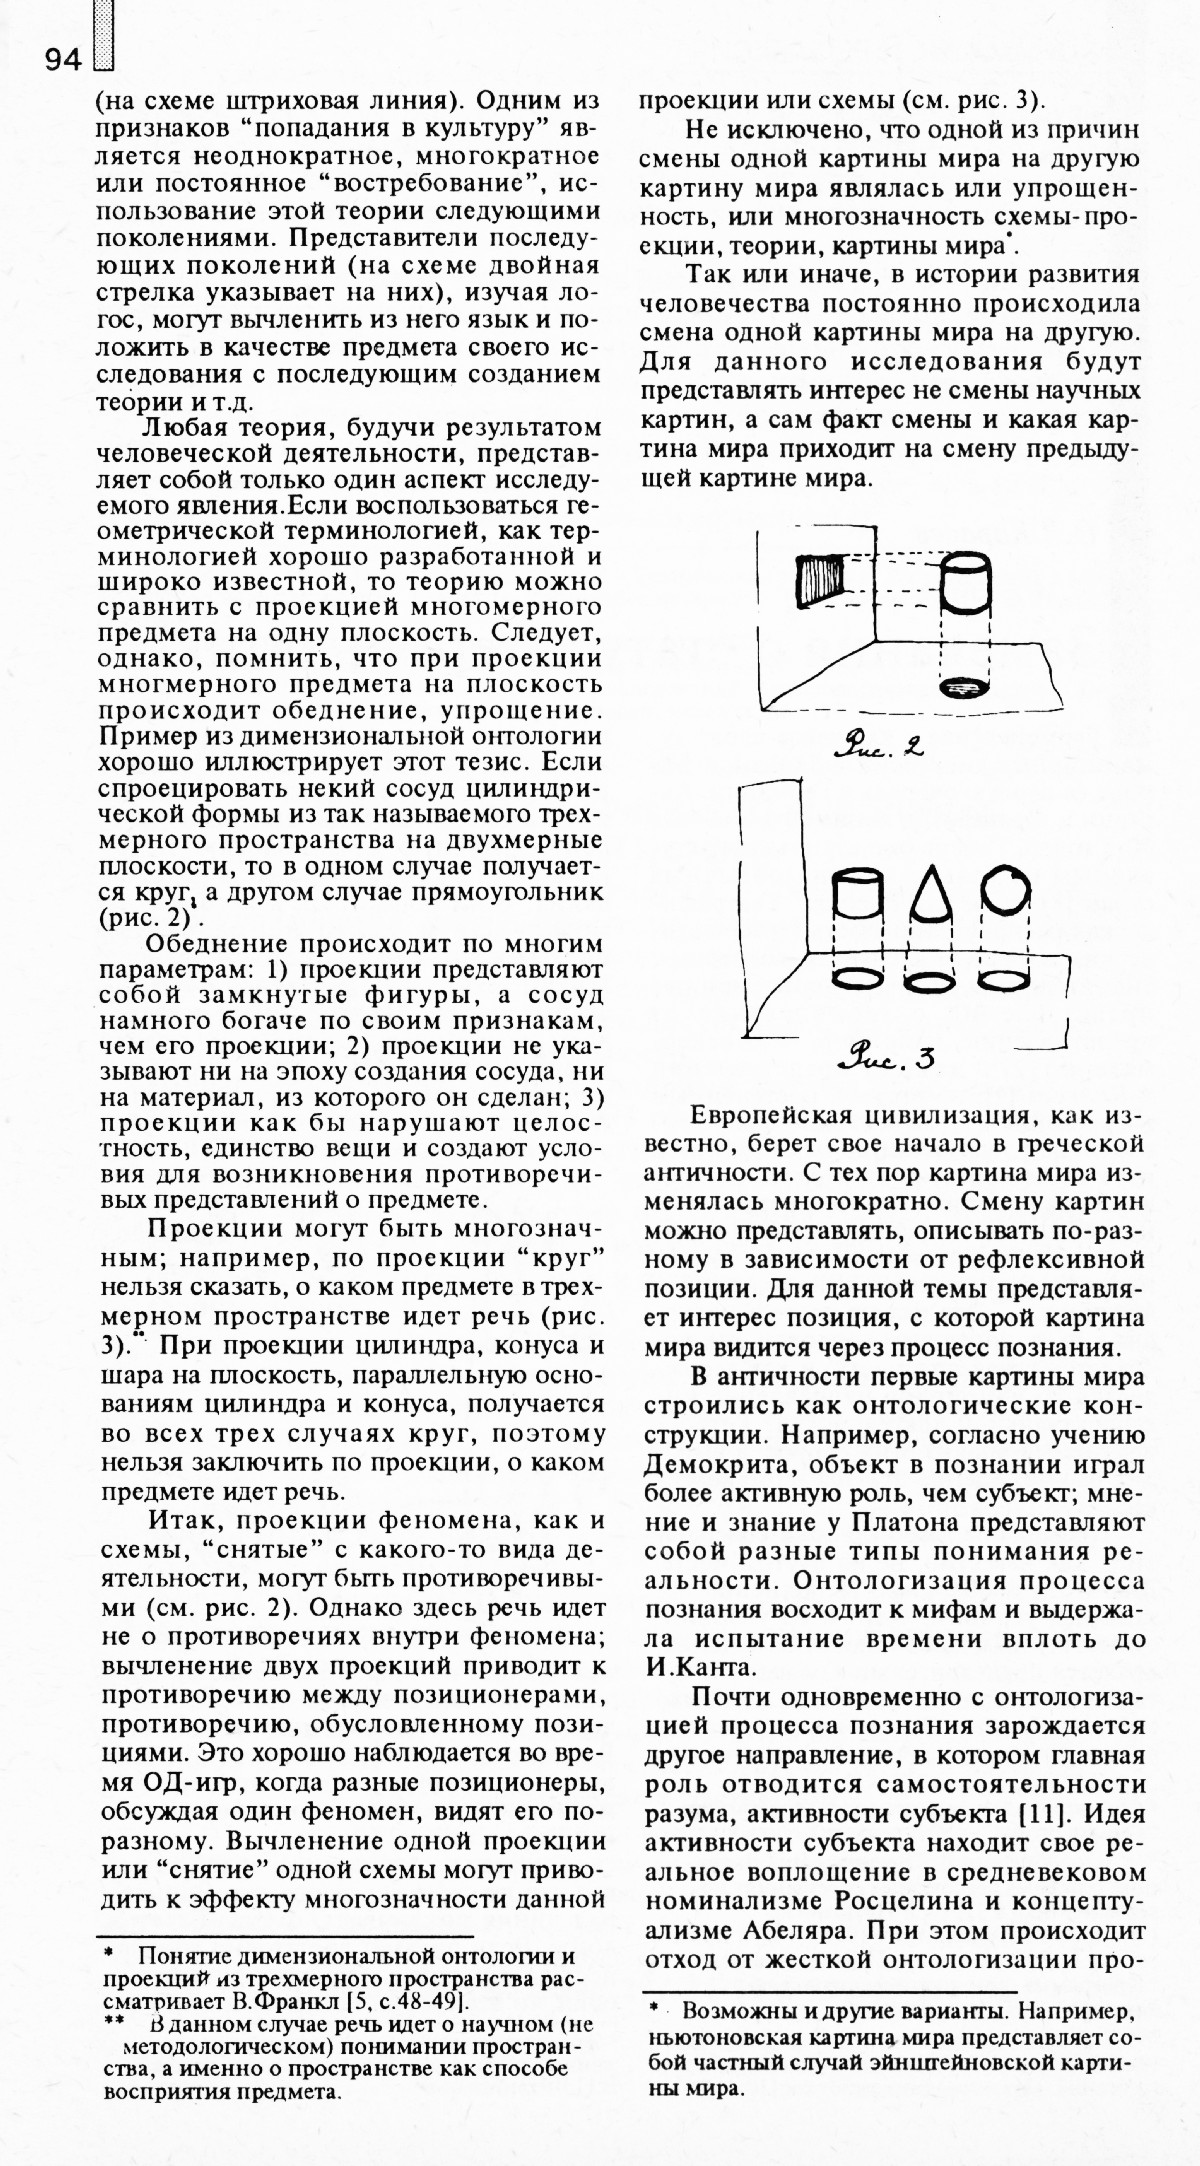 94
(на схеме штриховая линия). Одним из
признаков “попадания в культуру” яв-
ляется неоднократное, многократное
или постоянное “востребование”, ис-
пользование этой теории следующими
поколениями. Представители последу-
ющих поколений (на схеме двойная
стрелка указывает на них), изучая ло-
гос, могут вычленить из него язык и по-
ложить в качестве предмета своего ис-
следования с последующим созданием
теории и т.д.
Любая теория, будучи результатом
человеческой деятельности, представ-
ляет собой только один аспект исследу-
емого явления.Если воспользоваться ге-
ометрической терминологией, как тер-
минологией хорошо разработанной и
широко известной, то теорию можно
сравнить с проекцией многомерного
предмета на одну плоскость. Следует,
однако, помнить, что при проекции
многмерного предмета на плоскость
происходит обеднение, упрощение.
Пример из димензиональной онтологии
хорошо иллюстрирует этот тезис. Если
спроецировать некий сосуд цилиндри-
ческой формы из так называемого трех-
мерного пространства на двухмерные
плоскости, то в одном случае получает-
ся круг, а другом случае прямоугольник
(рис. 2)*.
Обеднение происходит по многим
параметрам: 1) проекции представляют
собой замкнутые фигуры, а сосуд
намного богаче по своим признакам,
чем его проекции; 2) проекции не ука-
зывают ни на эпоху создания сосуда, ни
на материал, из которого он сделан; 3)
проекции как бы нарушают целос-
тность, единство вещи и создают усло-
вия для возникновения противоречи-
вых представлений о предмете.
Проекции могут быть многознач-
ным; например, по проекции “круг”
нельзя сказать, о каком предмете в трех-
мерном пространстве идет речь (рис.
3).** При проекции цилиндра, конуса и
шара на плоскость, параллельную осно-
ваниям цилиндра и конуса, получается
во всех трех случаях круг, поэтому
нельзя заключить по проекции, о каком
предмете идет речь.
Итак, проекции феномена, как и
схемы, “снятые” с какого-то вида де-
ятельности, могут быть противоречивы-
ми (см. рис. 2). Однако здесь речь идет
не о противоречиях внутри феномена;
вычленение двух проекций приводит к
противоречию между позиционерами,
противоречию, обусловленному пози-
циями. Это хорошо наблюдается во вре-
мя ОД-игр, когда разные позиционеры,
обсуждая один феномен, видят его по-
разному. Вычленение одной проекции
или “снятие” одной схемы могут приво-
дить к эффекту многозначности данной
* Понятие димензиональной онтологии и
проекций из трехмерного пространства рас-
сматривает В.Франкл [5, с.48-49].
** В данном случае речь идет о научном (не
методологическом) понимании простран-
ства, а именно о пространстве как способе
восприятия предмета.
проекции или схемы (см. рис. 3).
Не исключено, что одной из причин
смены одной картины мира на другую
картину мира являлась или упрощен-
ность, или многозначность схемы-про-
екции, теории, картины мира*.
Так или иначе, в истории развития
человечества постоянно происходила
смена одной картины мира на другую.
Для данного исследования будут
представлять интерес не смены научных
картин, а сам факт смены и какая кар-
тина мира приходит на смену предыду-
щей картине мира.
Рис. 2
Рис. 3
Европейская цивилизация, как из-
вестно, берет свое начало в греческой
античности. С тех пор картина мира из-
менялась многократно. Смену картин
можно представлять, описывать по-раз-
ному в зависимости от рефлексивной
позиции. Для данной темы представля-
ет интерес позиция, с которой картина
мира видится через процесс познания.
В античности первые картины мира
строились как онтологические кон-
струкции. Например, согласно учению
Демокрита, объект в познании играл
более активную роль, чем субъект; мне-
ние и знание у Платона представляют
собой разные типы понимания ре-
альности. Онтологизация процесса
познания восходит к мифам и выдержа-
ла испытание времени вплоть до
И.Канта.
Почти одновременно с онтологиза-
цией процесса познания зарождается
другое направление, в котором главная
роль отводится самостоятельности
разума, активности субъекта [11]. Идея
активности субъекта находит свое ре-
альное воплощение в средневековом
номинализме Росцелина и концепту-
ализме Абеляра. При этом происходит
отход от жесткой онтологизации про-
* Возможны и другие варианты. Например,
ньютоновская картина мира представляет со-
бой частный случай эйнштейновской карти-
ны мира.